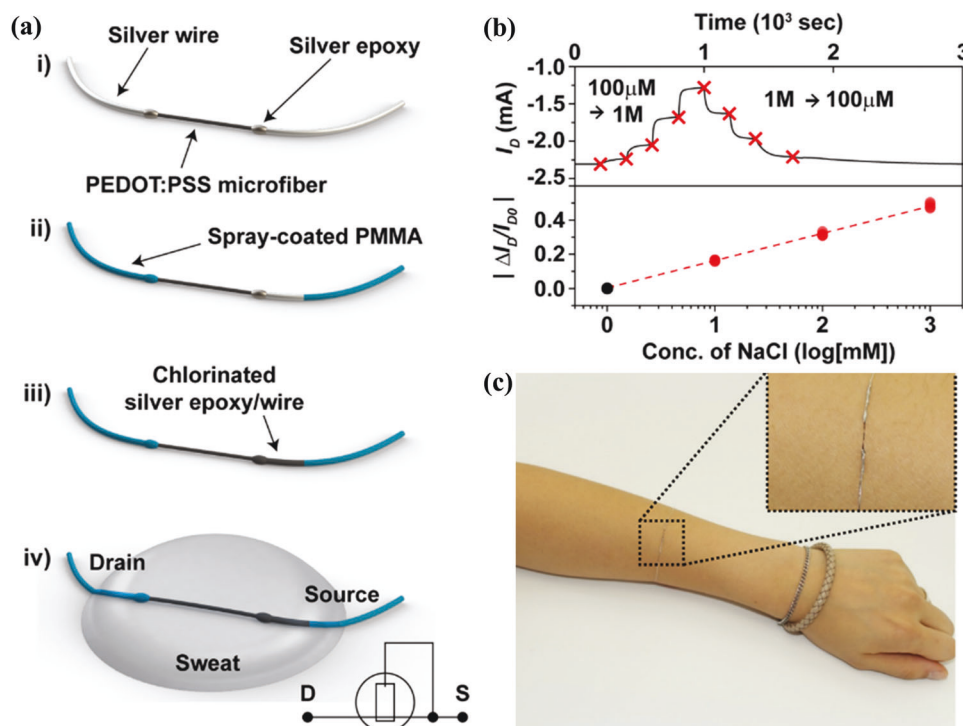 (a)
Silver wire
Silver epoxy
i)
PEDOT:PSS microfiber
ii)
Spray-coated PMMA
iii)
Chlorinated
silver epoxy/wire
iv)
Drain
Source
Sweat
D
S
(b)
Time (10³ sec)
0 1 2 3
-1.0
-1.5
-2.0
-2.5
I_D (mA)
100μM
→ 1M
1M → 100μM
0.4
0.2
0.0
| ΔI_D/I_D0 |
0 1 2 3
Conc. of NaCl (log[mM])
(c)